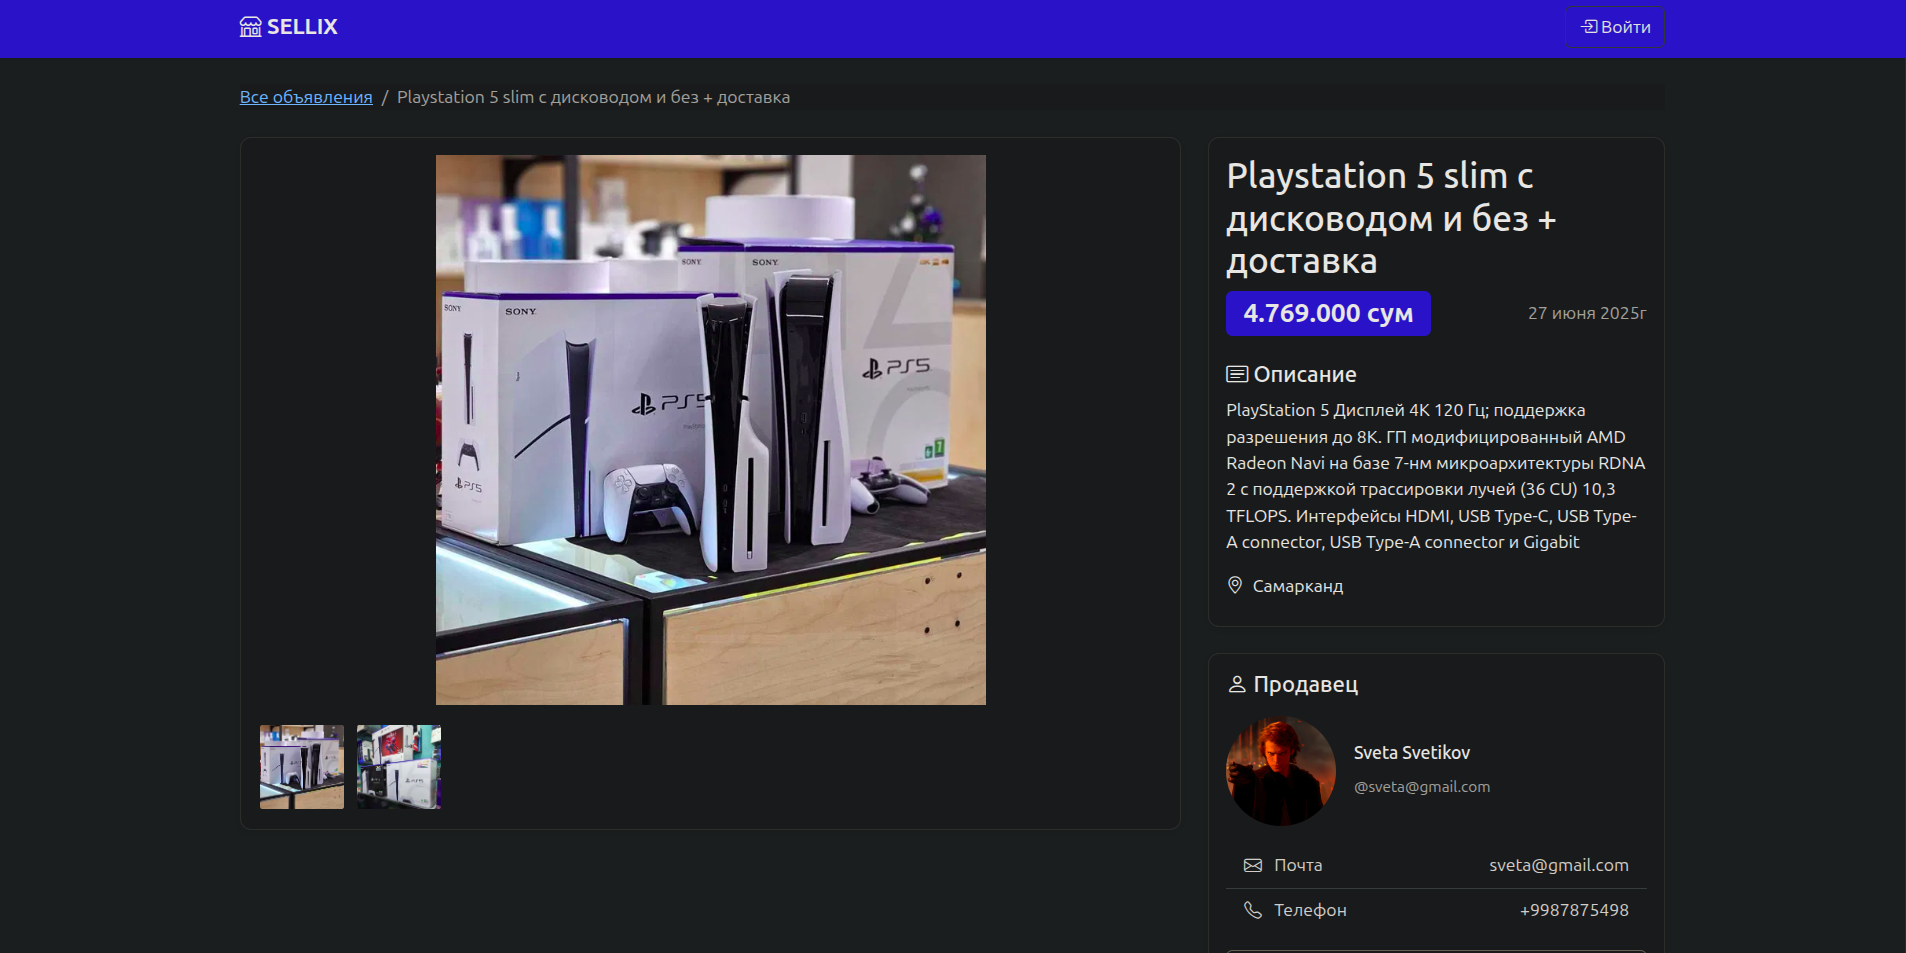 SELLIX
Войти
Все объявления / Playstation 5 slim с дисководом и без + доставка
SONY
SONY
SONY
SONY
PS5
PS5
PS5
Playstation 5 slim с
дисководом и без +
доставка
4.769.000 сум
27 июня 2025г
Описание
PlayStation 5 Дисплей 4K 120 Гц; поддержка
разрешения до 8K. ГП модифицированный AMD
Radeon Navi на базе 7-нм микроархитектуры RDNA
2 с поддержкой трассировки лучей (36 CU) 10,3
TFLOPS. Интерфейсы HDMI, USB Type-C, USB Type-
A connector, USB Type-A connector и Gigabit
Самарканд
Продавец
Sveta Svetikov
@sveta@gmail.com
Почта
sveta@gmail.com
Телефон
+9987875498